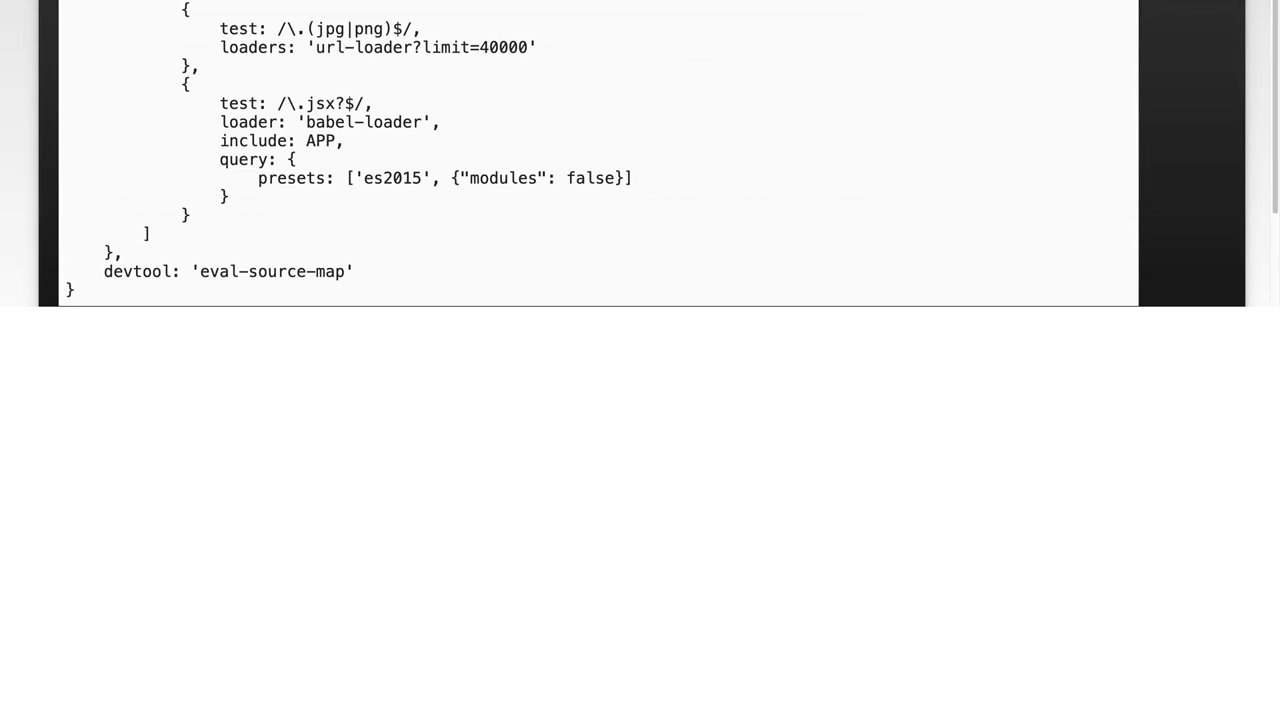 {
test: /\.(jpg|png)$/,
loaders: 'url-loader?limit=40000'
},
{
test: /\.jsx?$/,
loader: 'babel-loader',
include: APP,
query: {
presets: ['es2015', {"modules": false}]
}
}
]
},
devtool: 'eval-source-map'
}